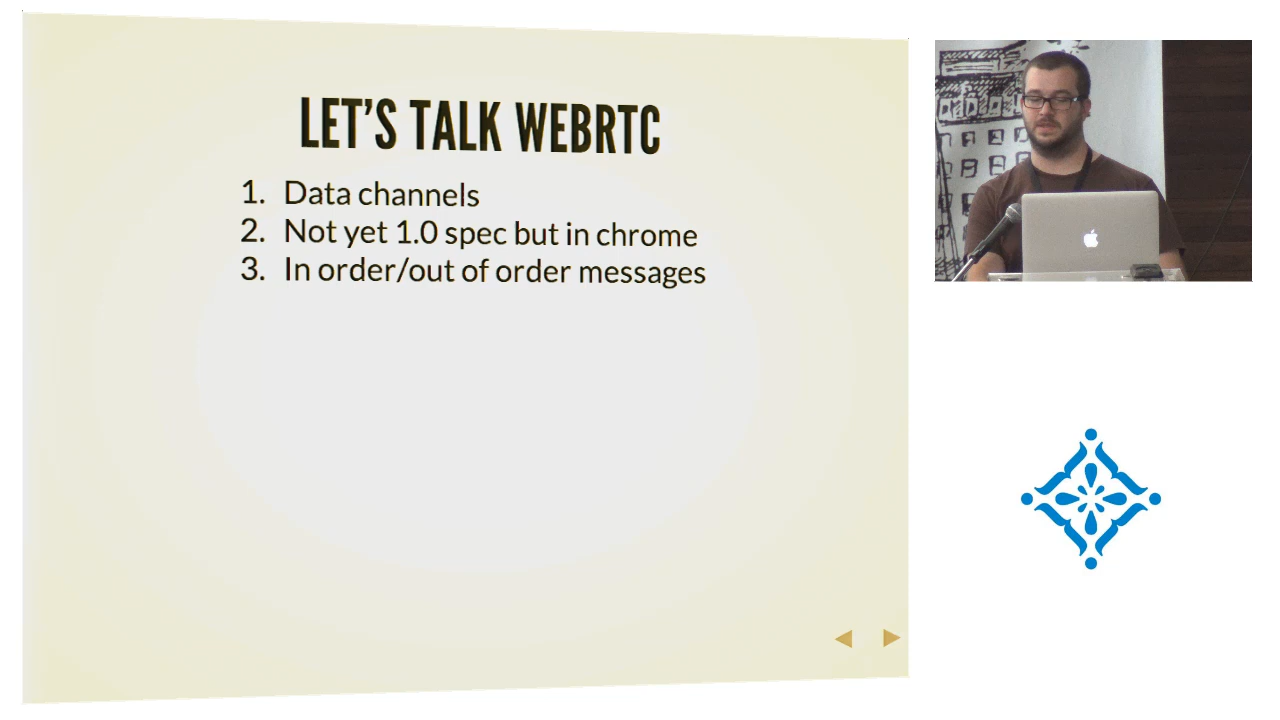 LET'S TALK WEBRTC
1. Data channels
2. Not yet 1.0 spec but in chrome
3. In order/out of order messages